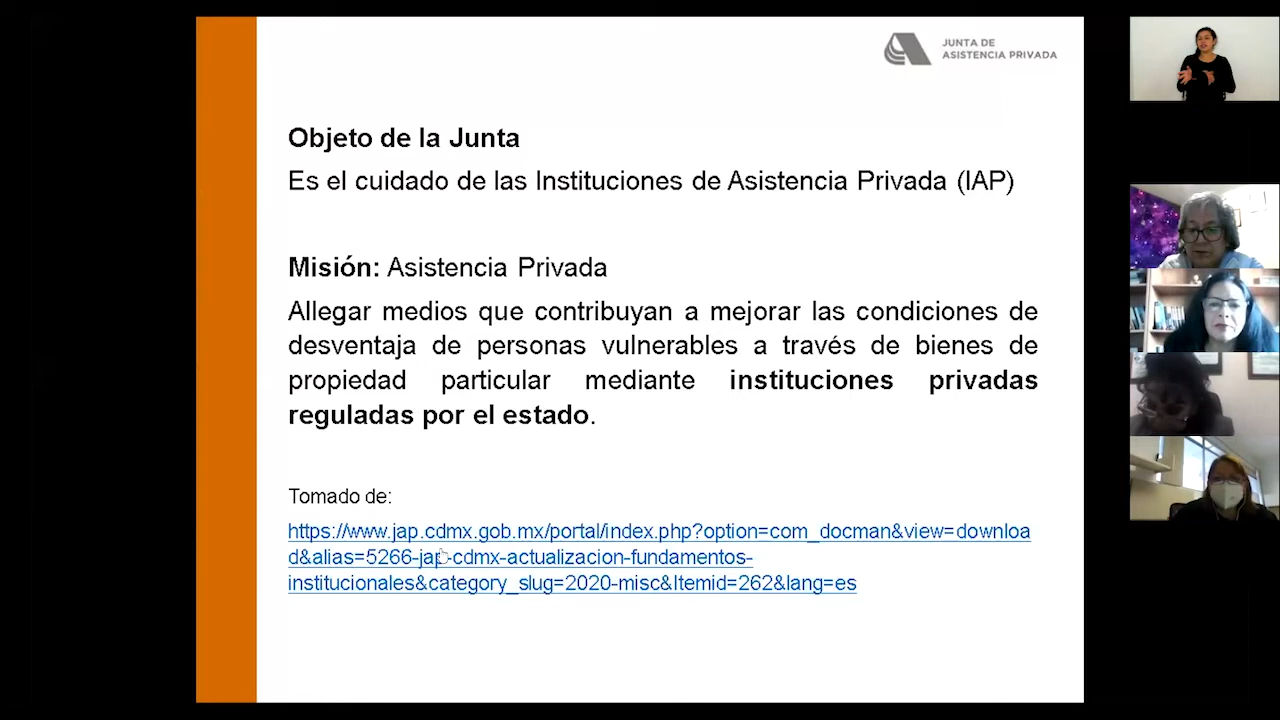 JUNTA DE
ASISTENCIA PRIVADA
Objeto de la Junta
Es el cuidado de las Instituciones de Asistencia Privada (IAP)
Misión: Asistencia Privada
Allegar medios que contribuyan a mejorar las condiciones de
desventaja de personas vulnerables a través de bienes de
propiedad particular mediante instituciones privadas
reguladas por el estado.
Tomado de:
https://www.jap.cdmx.gob.mx/portal/index.php?option=com_docman&view=downloa
d&alias=5266-jap-cdmx-actualizacion-fundamentos-
institucionales&category_slug=2020-misc&Itemid=262&lang=es